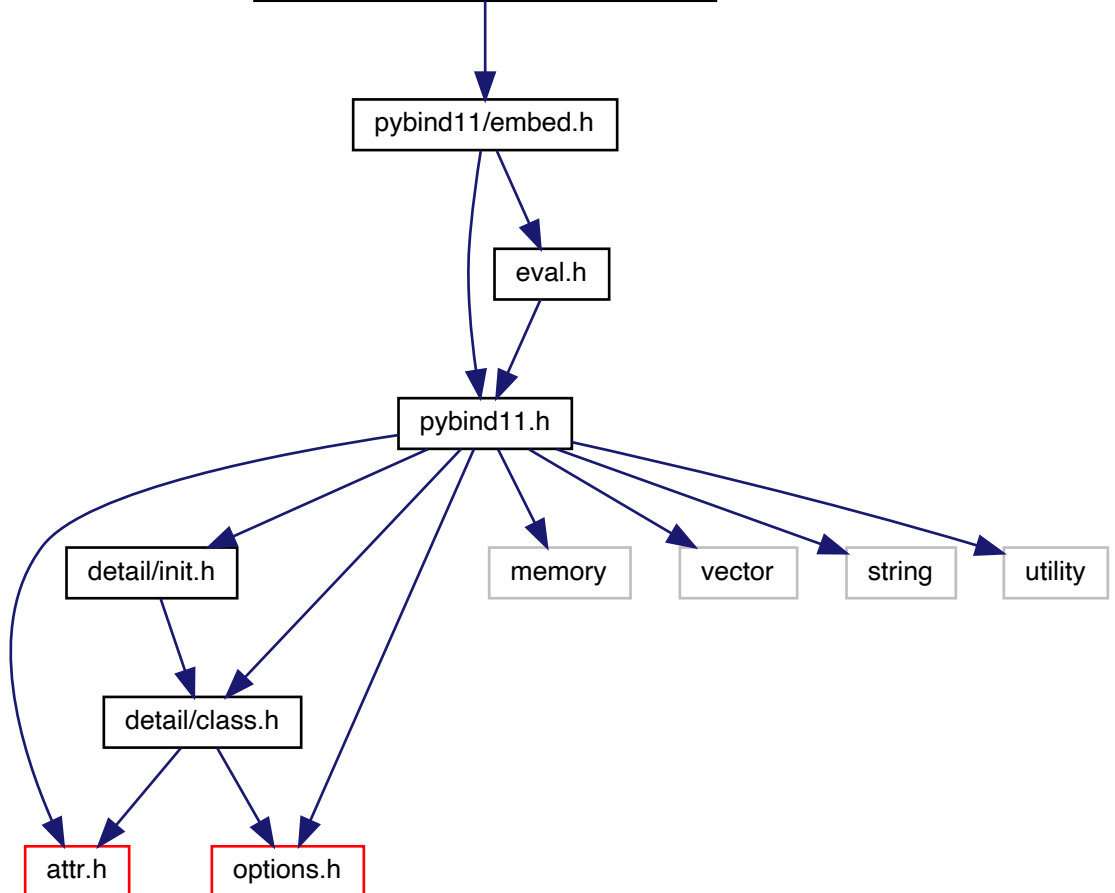 pybind11/embed.h
eval.h
pybind11.h
detail/init.h
memory
vector
string
utility
detail/class.h
attr.h
options.h